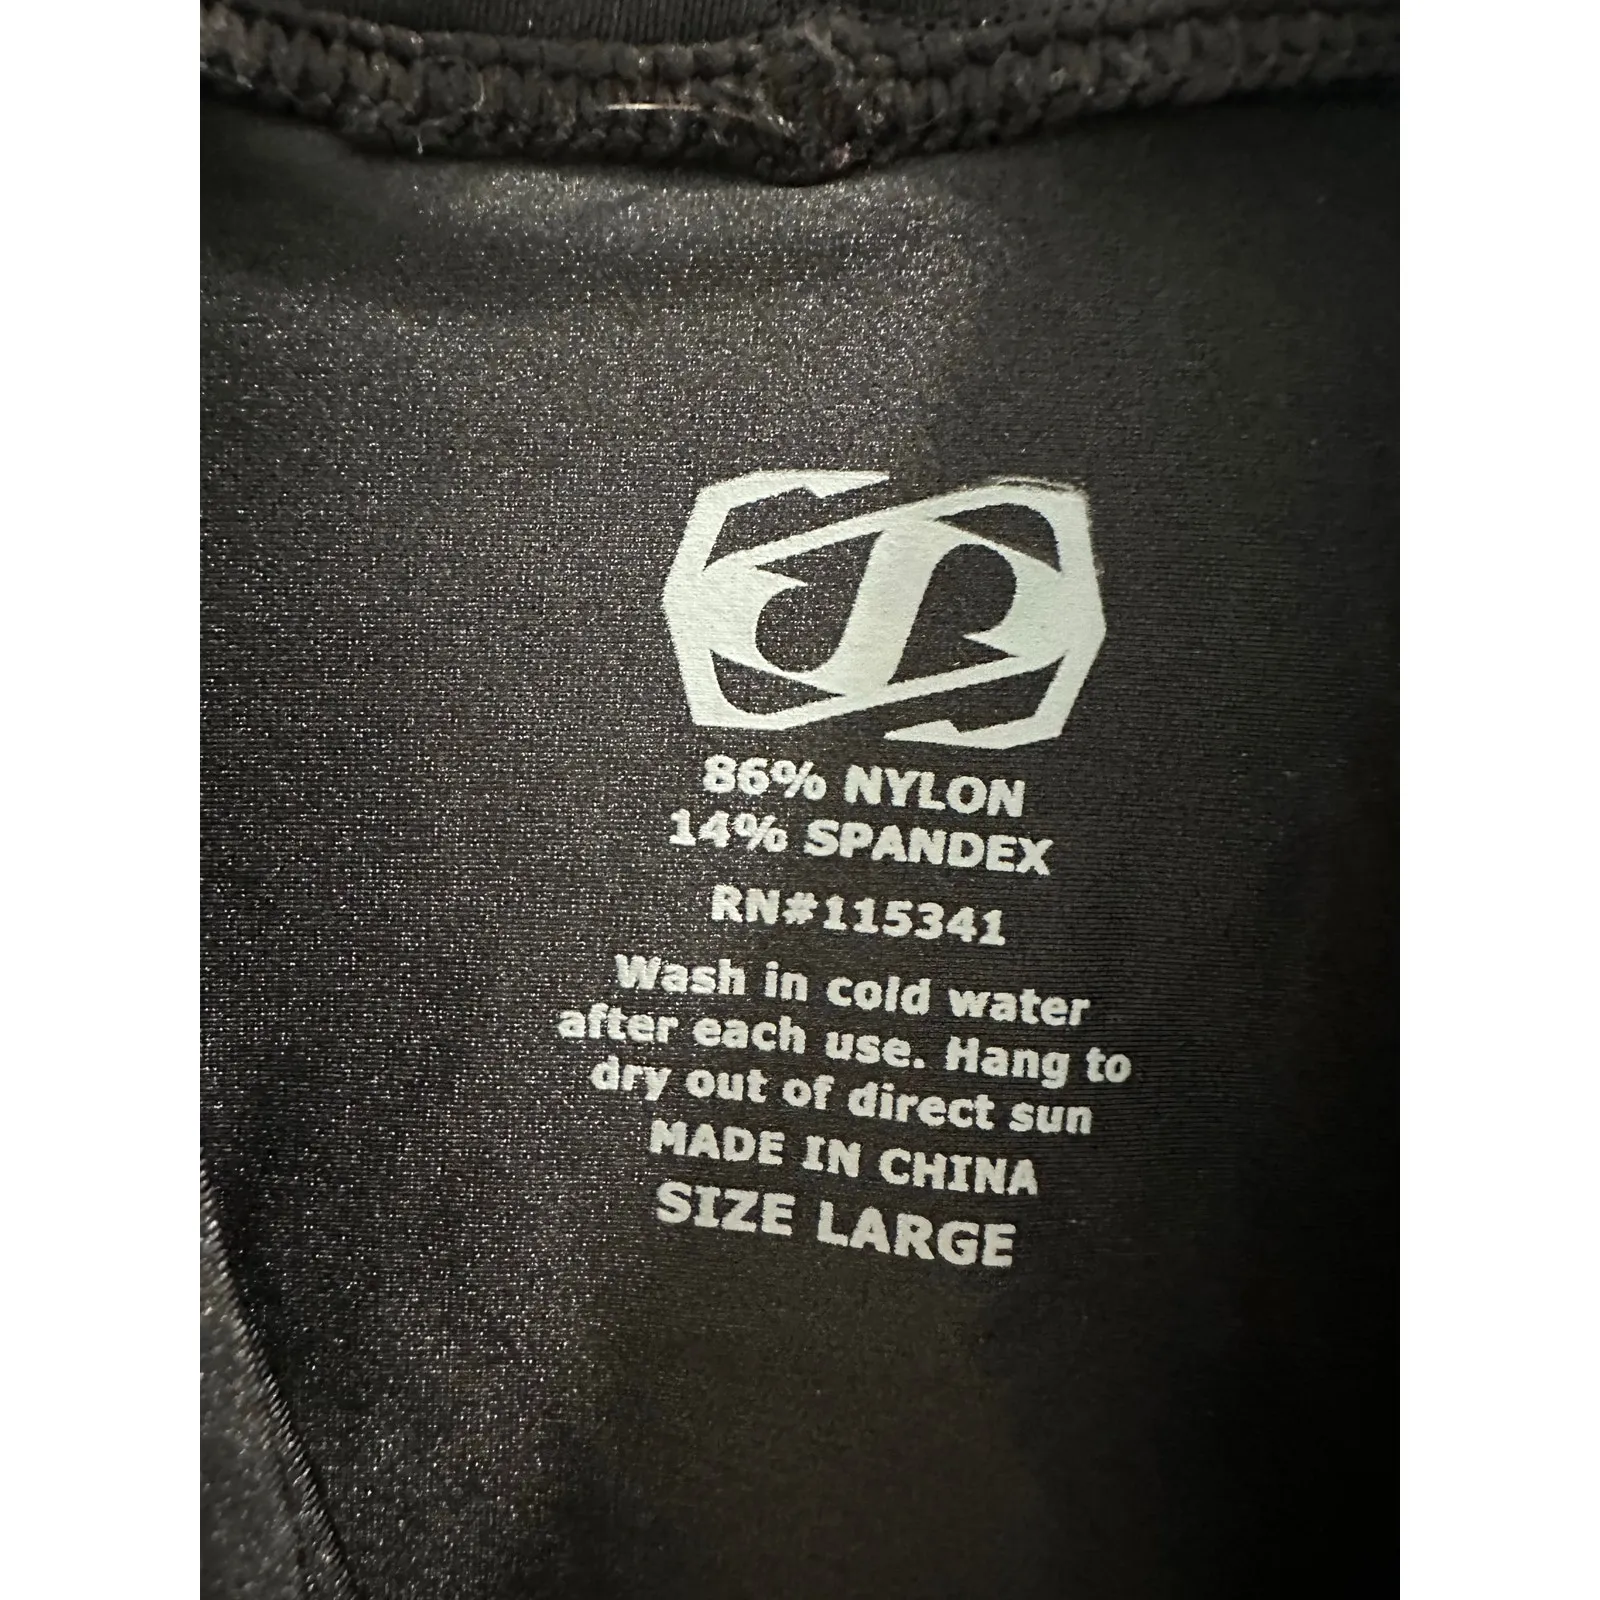 86% NYLON
14% SPANDEX
RN#115341
Wash in cold water
after each use. Hang to
dry out of direct sun
MADE IN CHINA
SIZE LARGE